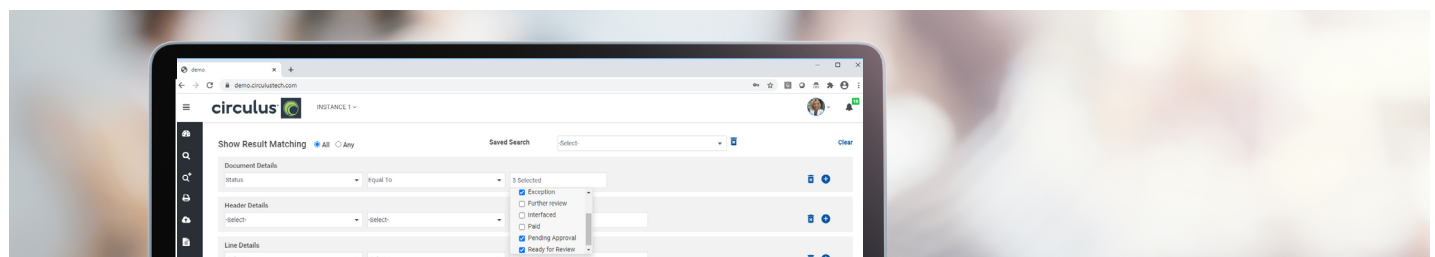 demo.
demo.circulustech.com
circulus
INSTANCE 1
18
Show Result Matching All Any
Saved Search -Select-
Clear
Document Details
Status Equal To 3 Selected
Exception
Further review
Header Details
Interfaced
-Select- -Select-
Paid
Pending Approval
Line Details
Ready for Review